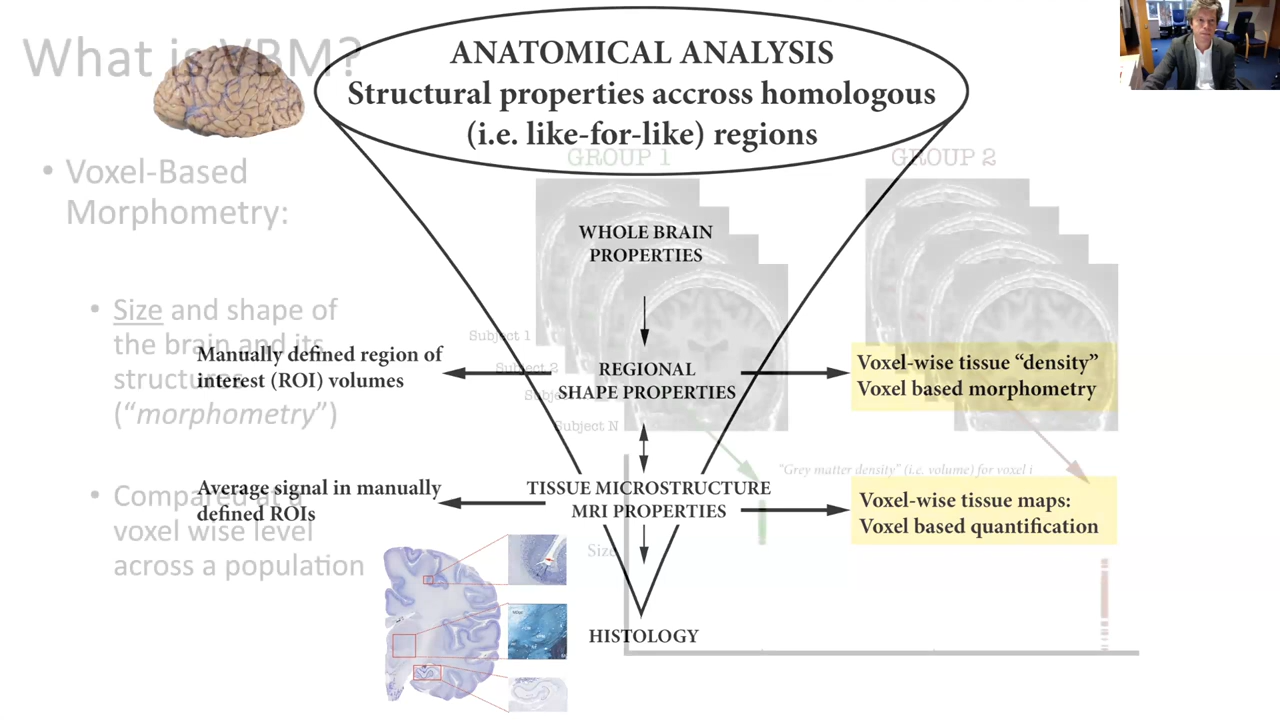 What is VBM?
ANATOMICAL ANALYSIS
Structural properties accross homologous
(i.e. like-for-like) regions
GROUP 1
GROUP 2
• Voxel-Based
Morphometry:
WHOLE BRAIN
PROPERTIES
• Size and shape of
the brain and its
structures
(“morphometry”)
Subject 1
Subject 2
Subj
Subject N
Manually defined region of
interest (ROI) volumes
REGIONAL
SHAPE PROPERTIES
Voxel-wise tissue “density”
Voxel based morphometry
"Grey matter density" (i.e. volume) for voxel i
• Compared at a
voxel wise level
across a population
Average signal in manually
defined ROIs
TISSUE MICROSTRUCTURE
MRI PROPERTIES
Voxel-wise tissue maps:
Voxel based quantification
Size
HISTOLOGY